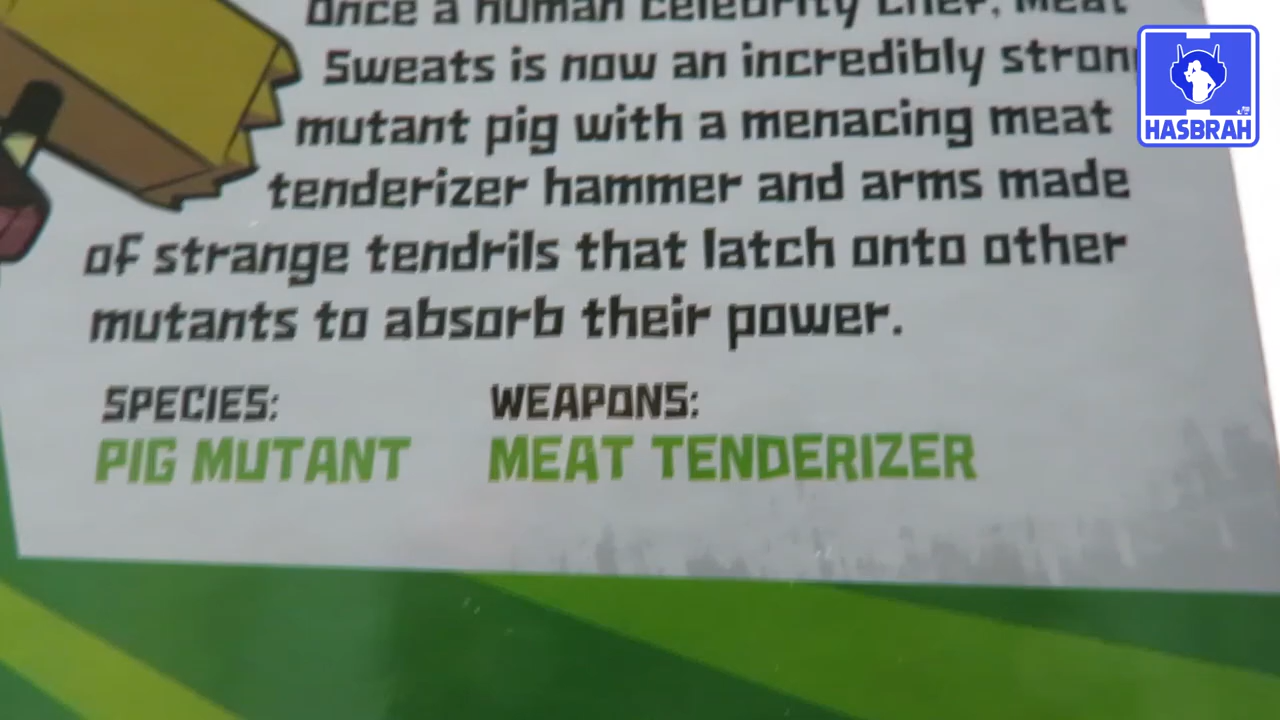 Once a human celebrity chef, Meat
Sweats is now an incredibly strong
mutant pig with a menacing meat
tenderizer hammer and arms made
of strange tendrils that latch onto other
mutants to absorb their power.
SPECIES: WEAPONS:
PIG MUTANT MEAT TENDERIZER
HASBRAH